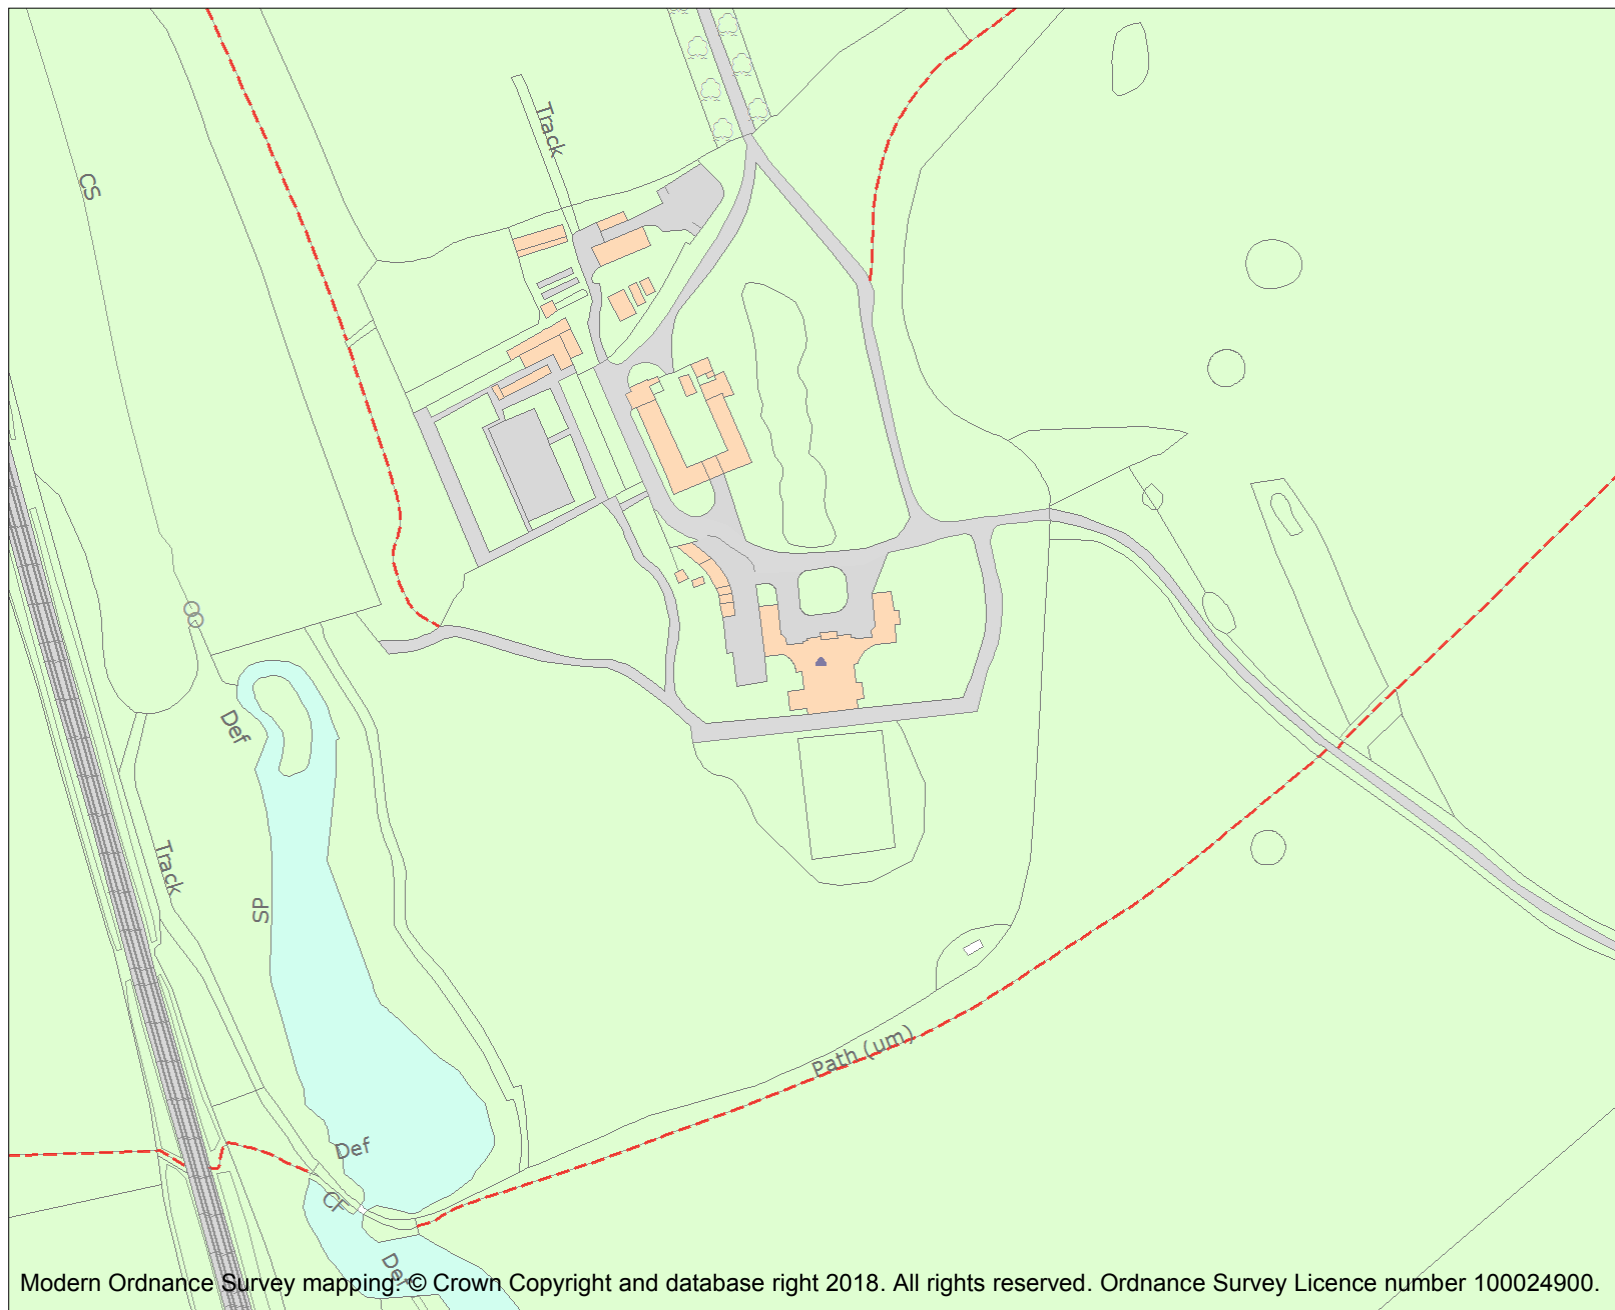 Track
CS
Def
Track
SP
Path (um)
Def
CF
Def
Modern Ordnance Survey mapping: © Crown Copyright and database right 2018. All rights reserved. Ordnance Survey Licence number 100024900.